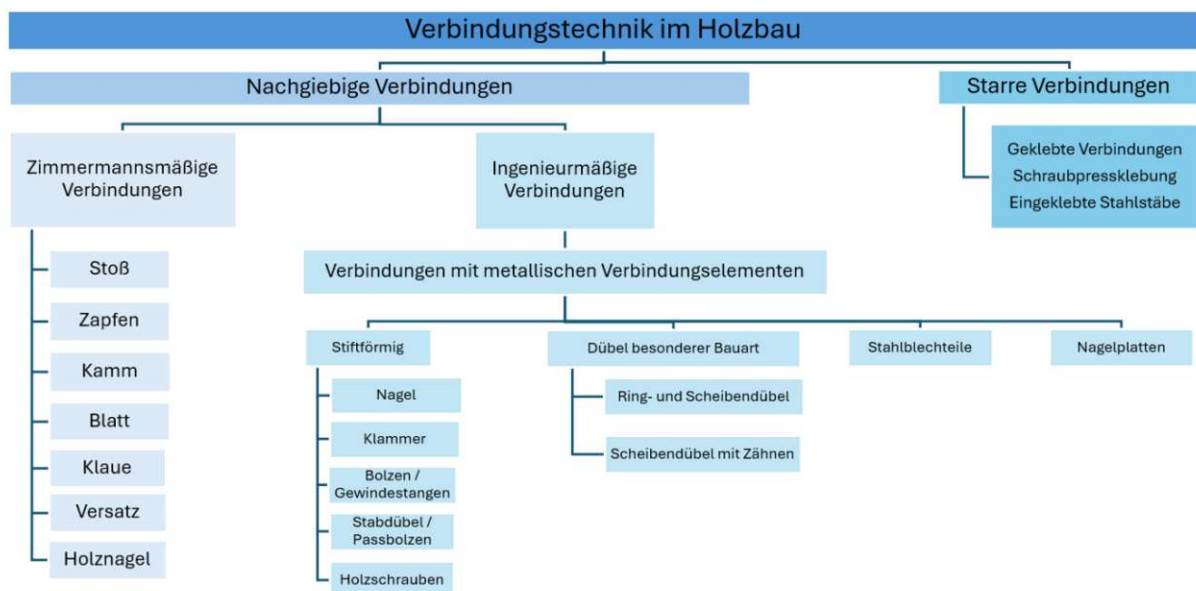 Verbindungstechnik im Holzbau
Nachgiebige Verbindungen
Starre Verbindungen
Zimmermannsmäßige
Verbindungen
Ingenieurmäßige
Verbindungen
Geklebte Verbindungen
Schraubpressklebung
Eingeklebte Stahlstäbe
Stoß
Zapfen
Kamm
Blatt
Klaue
Versatz
Holznagel
Verbindungen mit metallischen Verbindungselementen
Stiftförmig
Nagel
Klammer
Bolzen /
Gewindestangen
Stabdübel /
Passbolzen
Holzschrauben
Dübel besonderer Bauart
Ring- und Scheibendübel
Scheibendübel mit Zähnen
Stahlblechteile
Nagelplatten